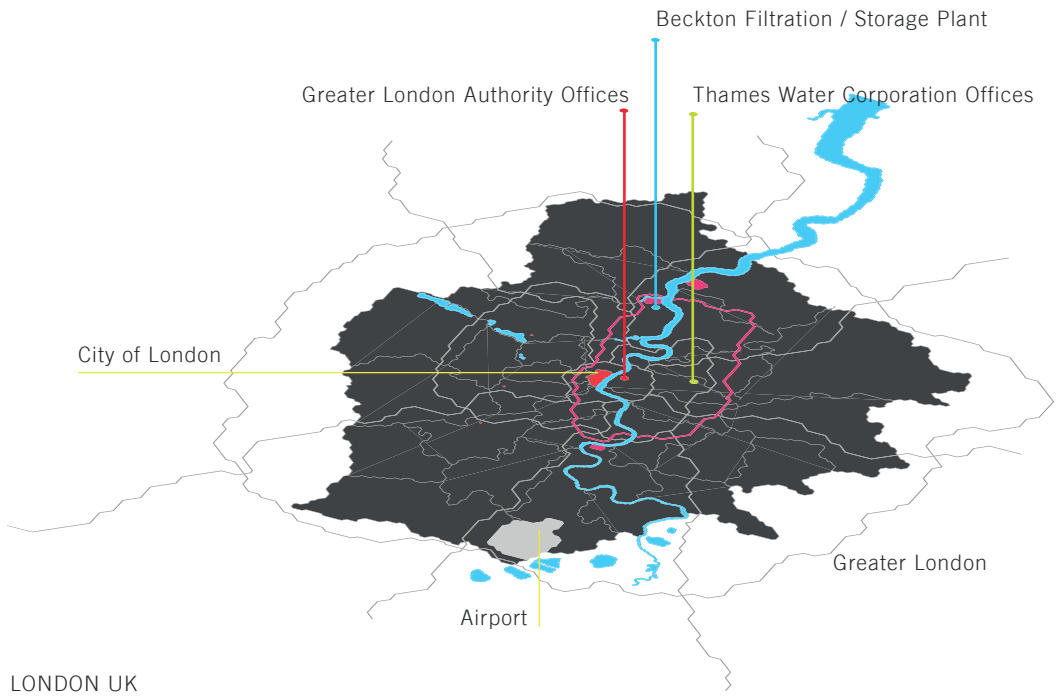 Beckton Filtration / Storage Plant
Greater London Authority Offices
Thames Water Corporation Offices
City of London
Greater London
Airport
LONDON UK